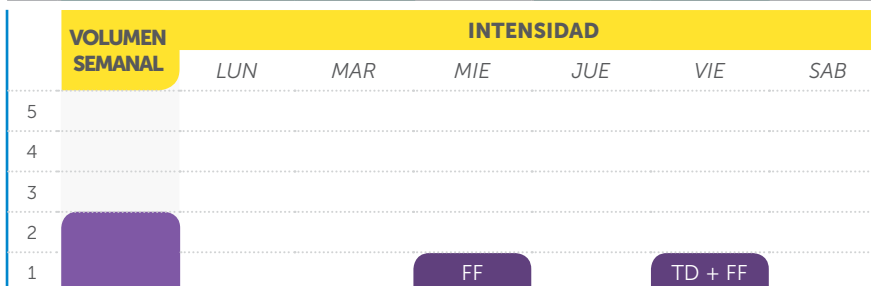 VOLUMEN SEMANAL
INTENSIDAD
LUN MAR MIE JUE VIE SAB
5
4
3
2
1 FF TD + FF